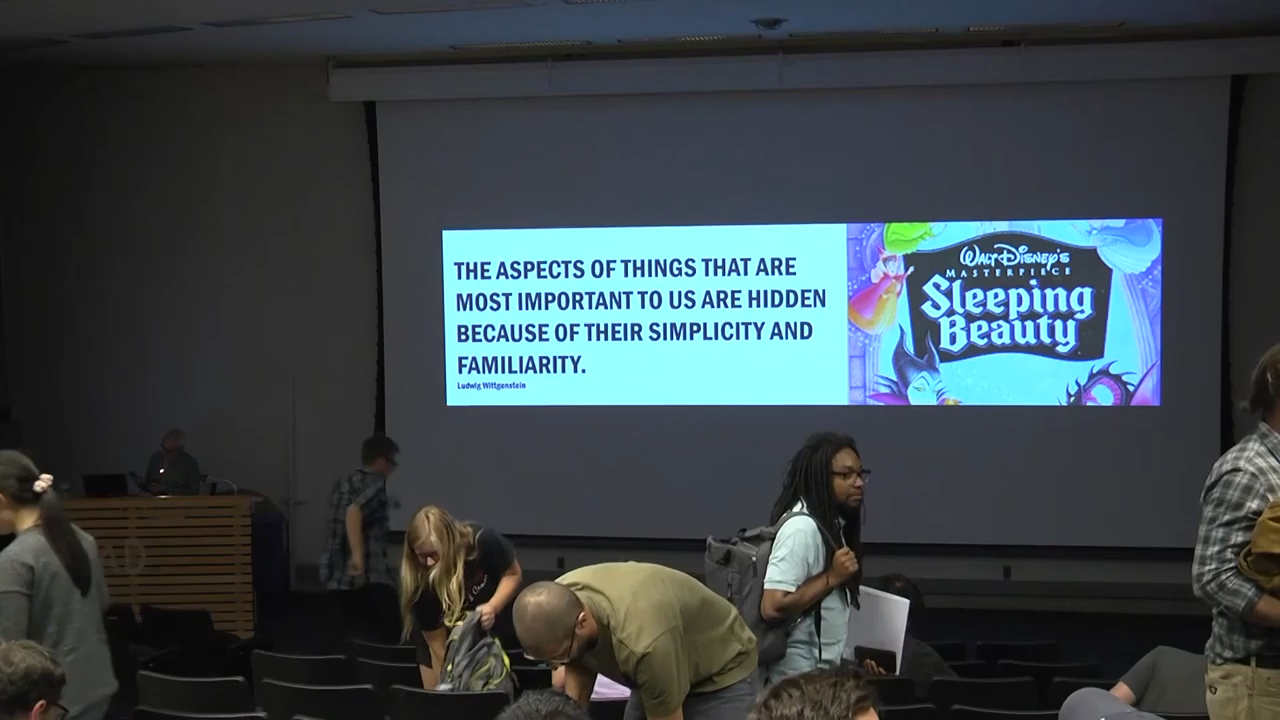 THE ASPECTS OF THINGS THAT ARE
MOST IMPORTANT TO US ARE HIDDEN
BECAUSE OF THEIR SIMPLICITY AND
FAMILIARITY.
Ludwig Wittgenstein
WALT DISNEY'S
MASTERPIECE
Sleeping
Beauty